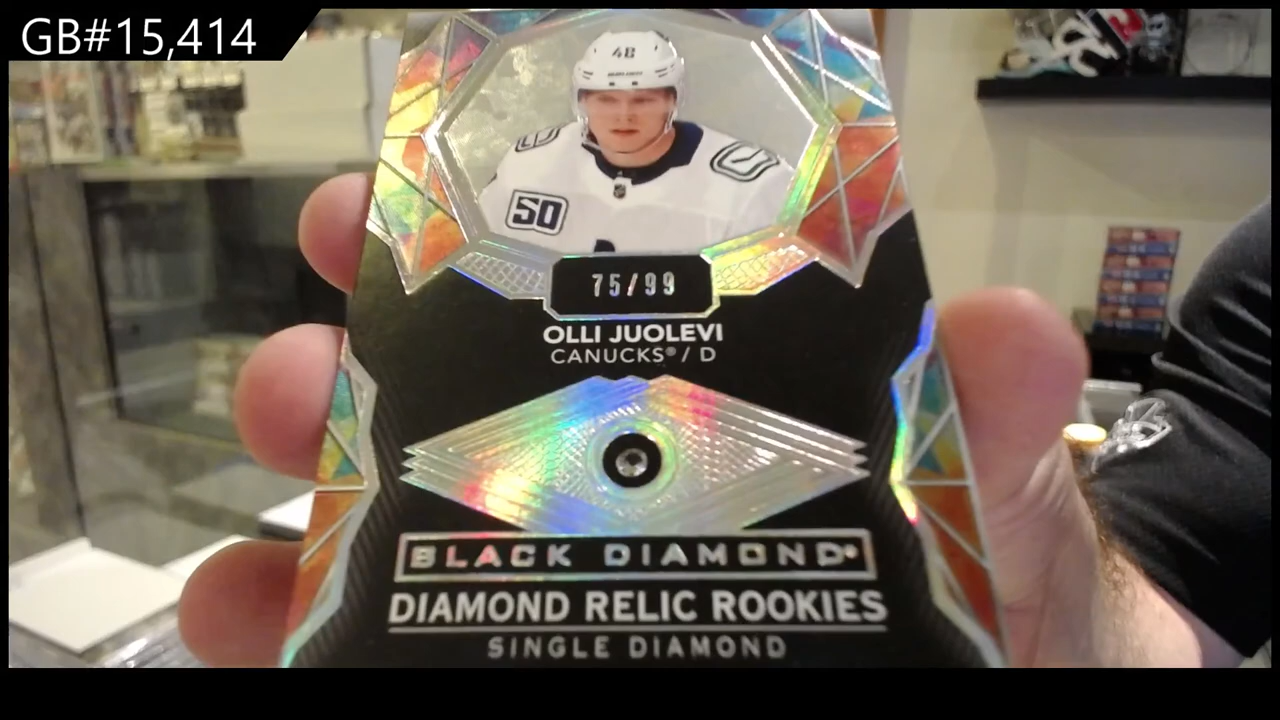 GB#15,414
48
50
75/99
OLLI JUOLEVI
CANUCKS® / D
BLACK DIAMOND®
DIAMOND RELIC ROOKIES
SINGLE DIAMOND